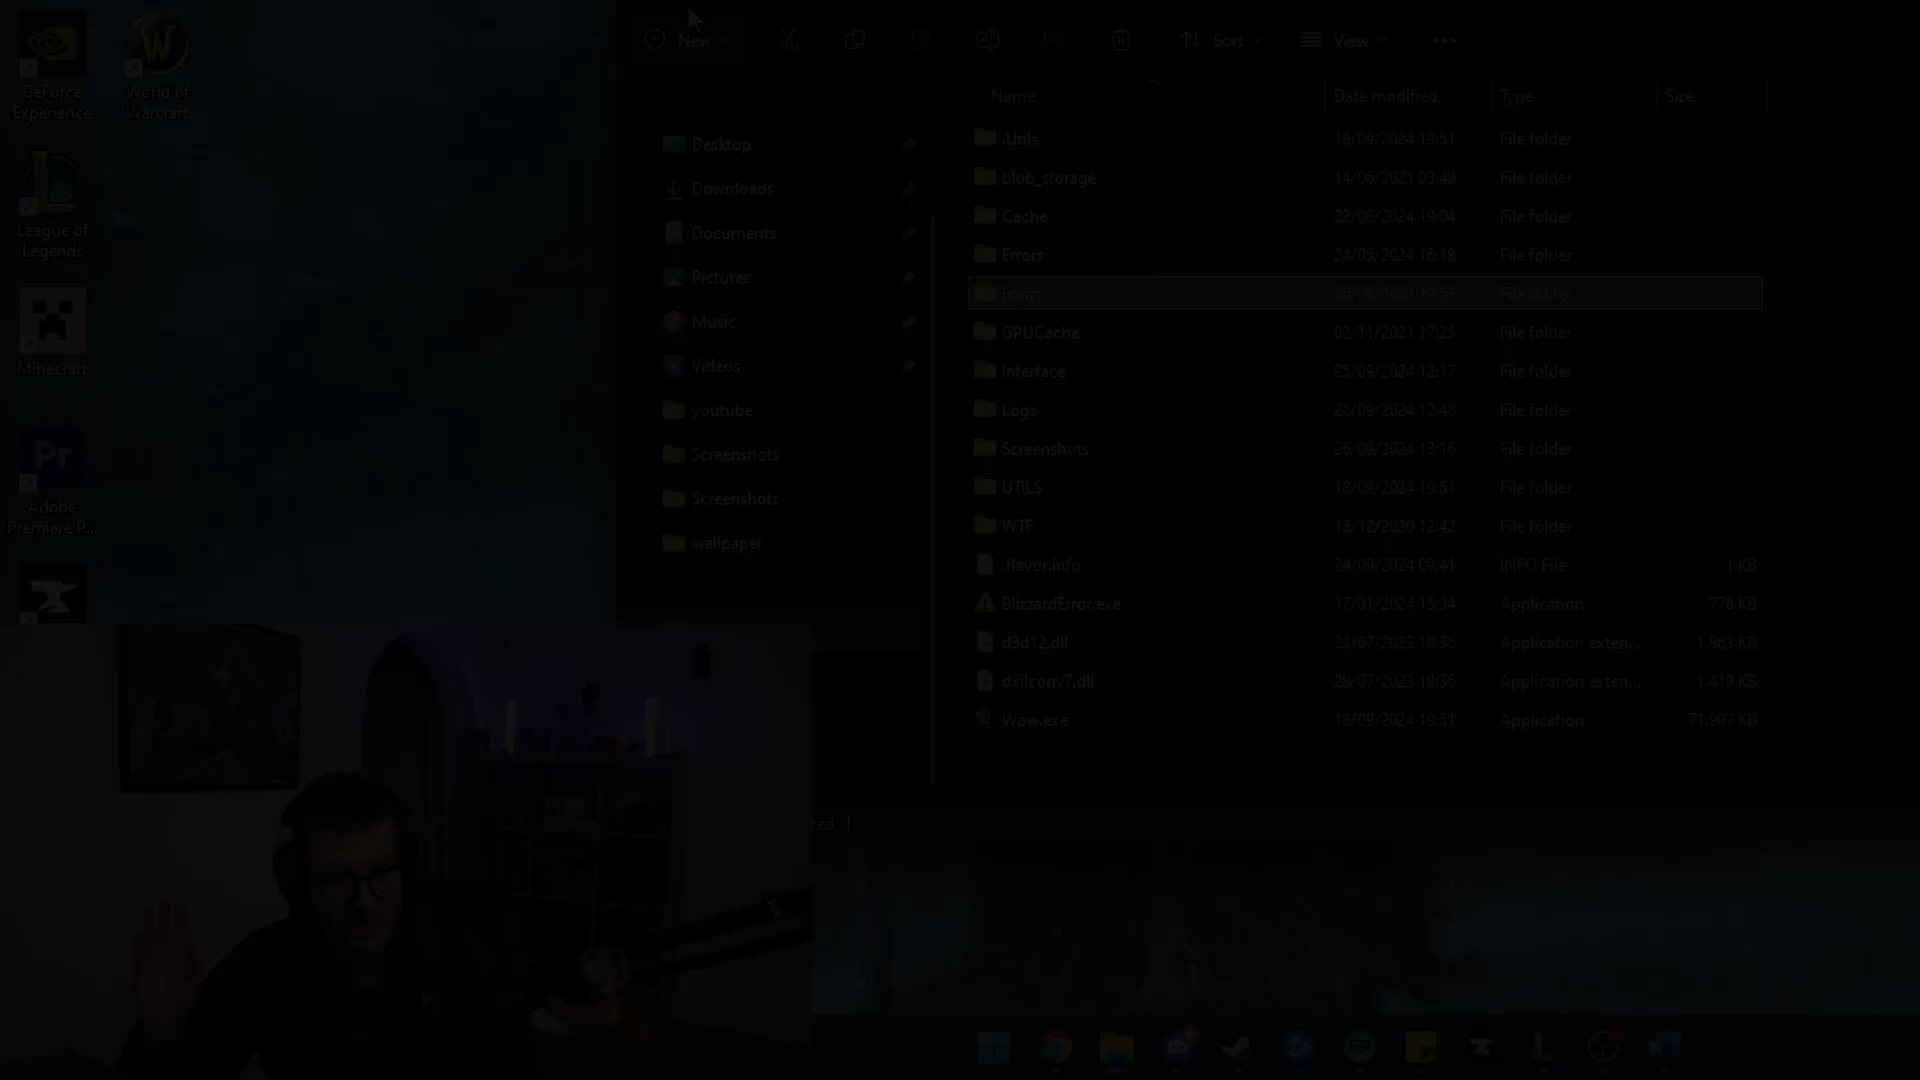 GeForce
Experience
World of
Warcraft
League of
Legends
Minecraft
Pr
Adobe
Premiere P...
New
Sort
View
Name
Date modified
Type
Size
Desktop
Downloads
Documents
Pictures
Music
Videos
youtube
Screenshots
Screenshots
wallpaper
.Utils 18/09/2024 19:51 File folder
blob_storage 14/06/2021 03:49 File folder
Cache 22/08/2024 19:04 File folder
Errors 24/05/2024 16:18 File folder
Fonts File folder
GPUCache 02/11/2021 17:25 File folder
Interface 25/09/2024 12:17 File folder
Logs 26/09/2024 12:48 File folder
Screenshots 26/09/2024 13:16 File folder
UTILS 18/09/2024 19:51 File folder
WTF 13/12/2020 12:42 File folder
.flavor.info 24/09/2024 09:41 INFO File 1 KB
BlizzardError.exe 17/01/2024 15:34 Application 778 KB
d3d12.dll 28/07/2023 18:36 Application exten... 1.863 KB
dxilconv7.dll 28/07/2023 18:36 Application exten... 1.419 KB
Wow.exe 18/09/2024 19:51 Application 71.907 KB